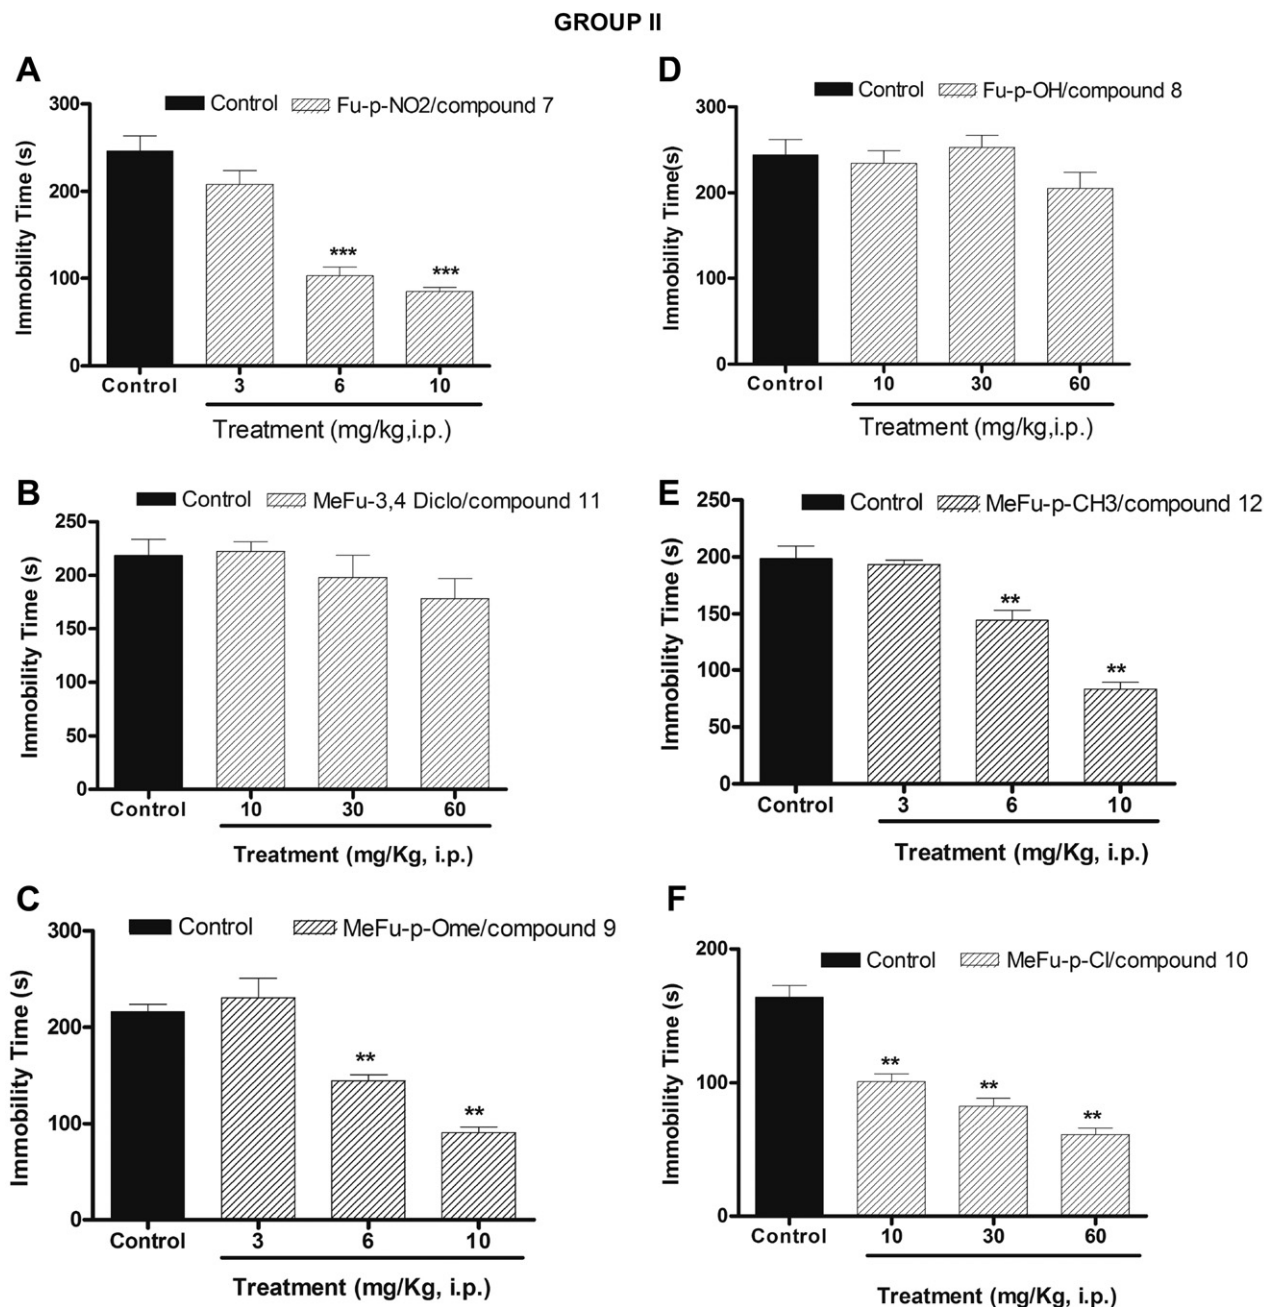 GROUP II
A
Control Fu-p-NO2/compound 7
Immobility Time (s)
300
200
100
0
***
***
Control 3 6 10
Treatment (mg/kg,i.p.)
D
Control Fu-p-OH/compound 8
Immobility Time(s)
300
200
100
0
Control 10 30 60
Treatment (mg/kg,i.p.)
B
Control MeFu-3,4 Diclo/compound 11
Immobility Time (s)
250
200
150
100
50
0
Control 10 30 60
Treatment (mg/Kg, i.p.)
E
Control MeFu-p-CH3/compound 12
Immobility Time (s)
250
200
150
100
50
0
**
**
Control 3 6 10
Treatment (mg/Kg, i.p.)
C
Control MeFu-p-Ome/compound 9
Immobility Time (s)
300
200
100
0
**
**
Control 3 6 10
Treatment (mg/Kg, i.p.)
F
Control MeFu-p-Cl/compound 10
Immobility Time (s)
200
100
0
**
**
**
Control 10 30 60
Treatment (mg/Kg, i.p.)